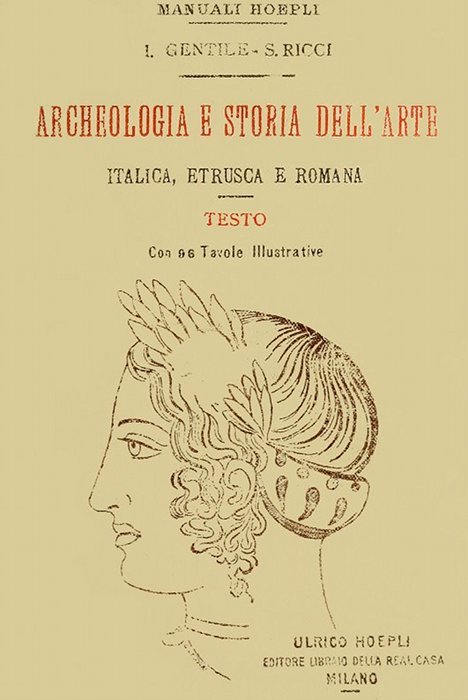 MANUALI HOEPLI
I. GENTILE - S. RICCI
ARCHEOLOGIA E STORIA DELL'ARTE
ITALICA, ETRUSCA E ROMANA
TESTO
Con 96 Tavole Illustrative
ULRICO HOEPLI
EDITORE LIBRAIO DELLA REAL CASA
MILANO